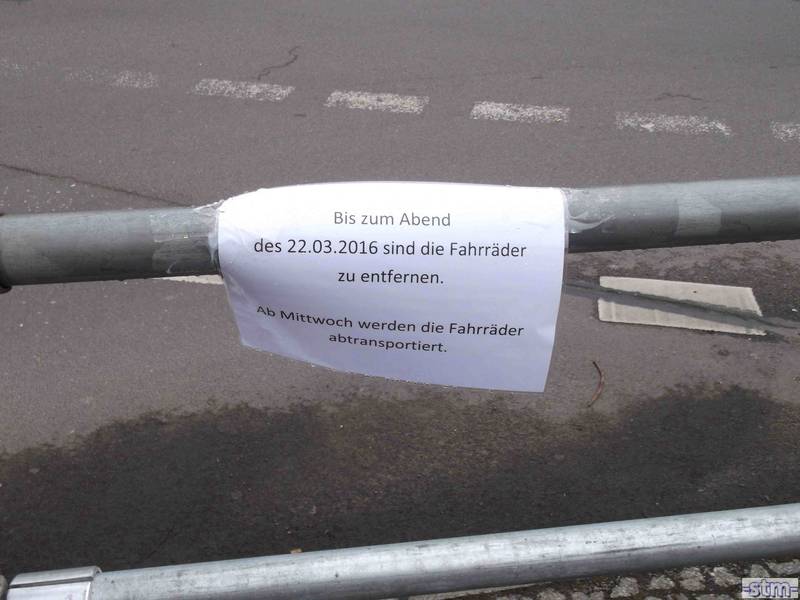 Bis zum Abend
des 22.03.2016 sind die Fahrräder
zu entfernen.
Ab Mittwoch werden die Fahrräder
abtransportiert.
-stm-